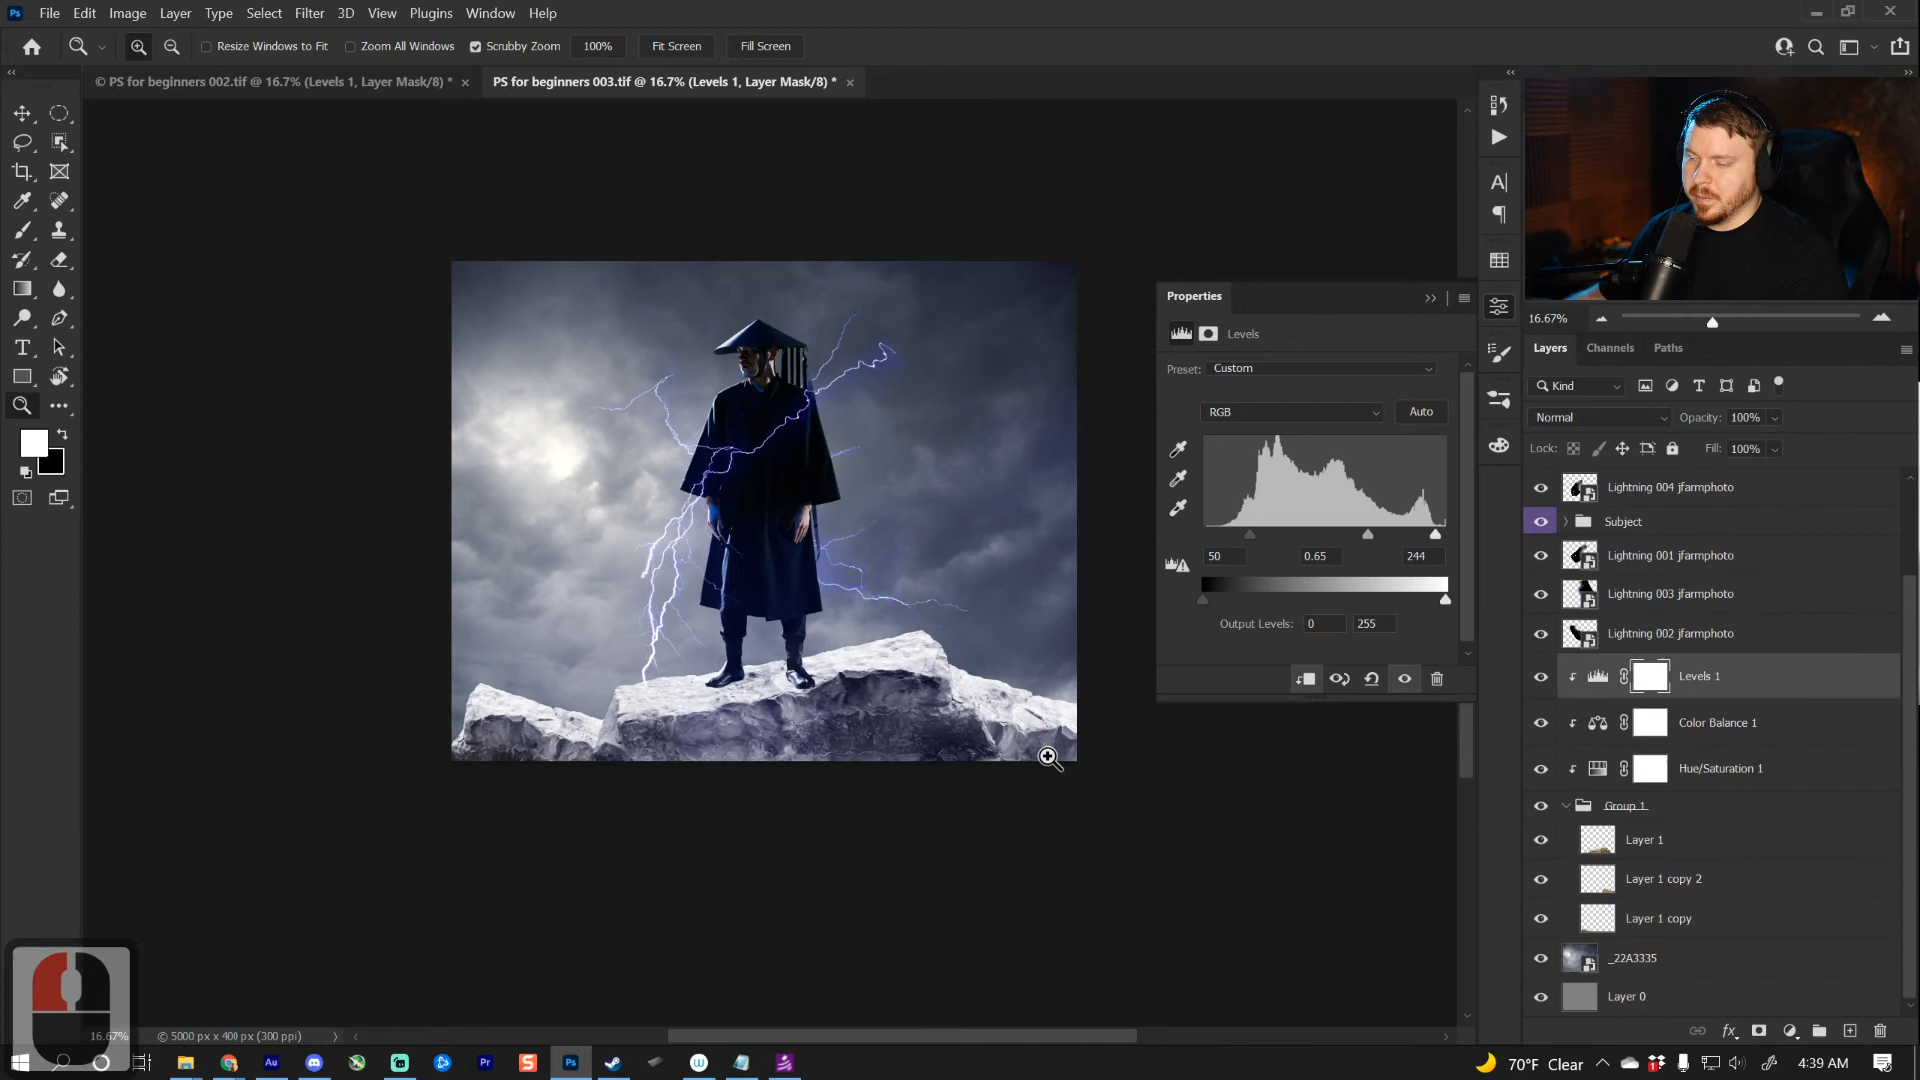 Ps File Edit Image Layer Type Select Filter 3D View Plugins Window Help
Resize Windows to Fit Zoom All Windows Scrubby Zoom 100% Fit Screen Fill Screen
© PS for beginners 002.tif @ 16.7% (Levels 1, Layer Mask/8) *
PS for beginners 003.tif @ 16.7% (Levels 1, Layer Mask/8) *
Properties
Levels
Preset: Custom
RGB Auto
50 0.65 244
Output Levels: 0 255
16.67%
Layers Channels Paths
Kind
Normal Opacity: 100%
Lock: Fill: 100%
Lightning 004 jfarmphoto
Subject
Lightning 001 jfarmphoto
Lightning 003 jfarmphoto
Lightning 002 jfarmphoto
Levels 1
Color Balance 1
Hue/Saturation 1
Group 1
Layer 1
Layer 1 copy 2
Layer 1 copy
_22A3335
Layer 0
fx
16.67% © 5000 px x 400 px (300 ppi)
Au Pr Ps
70°F Clear 4:39 AM